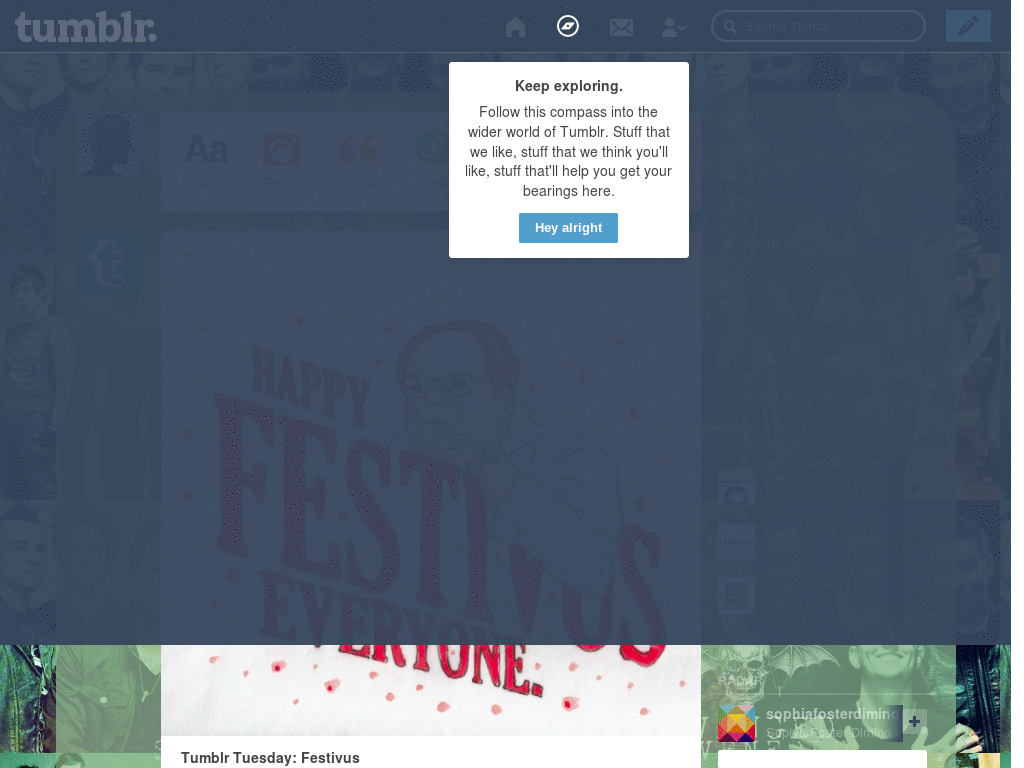 tumblr.
Search Tumblr
Keep exploring.
Follow this compass into the
wider world of Tumblr. Stuff that
we like, stuff that we think you'll
like, stuff that'll help you get your
bearings here.
Hey alright
Aa
Text
Photo
Quote
Link
HAPPY
FESTIVUS
EVERYONE.
RADAR
sophiafosterdimino
Sophia Foster-Dimino
Tumblr Tuesday: Festivus